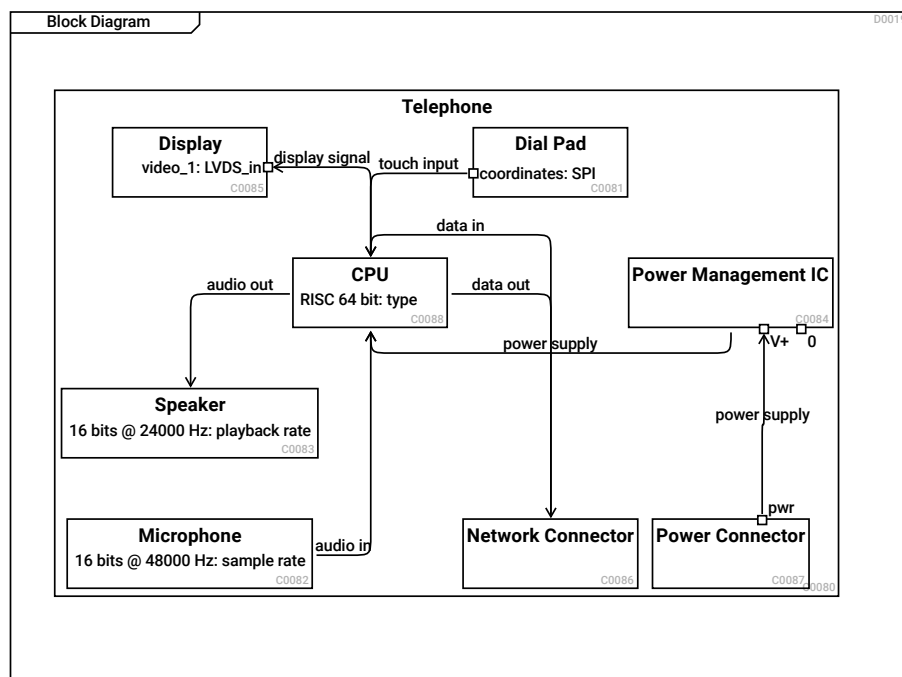 Block Diagram
D0019
Telephone
Display
video_1: LVDS_in
C0085
display signal
touch input
Dial Pad
coordinates: SPI
C0081
data in
CPU
RISC 64 bit: type
C0088
audio out
data out
Power Management IC
C0084
V+
0
power supply
Speaker
16 bits @ 24000 Hz: playback rate
C0083
power supply
pwr
Microphone
16 bits @ 48000 Hz: sample rate
C0082
audio in
Network Connector
C0086
Power Connector
C0087
C0080